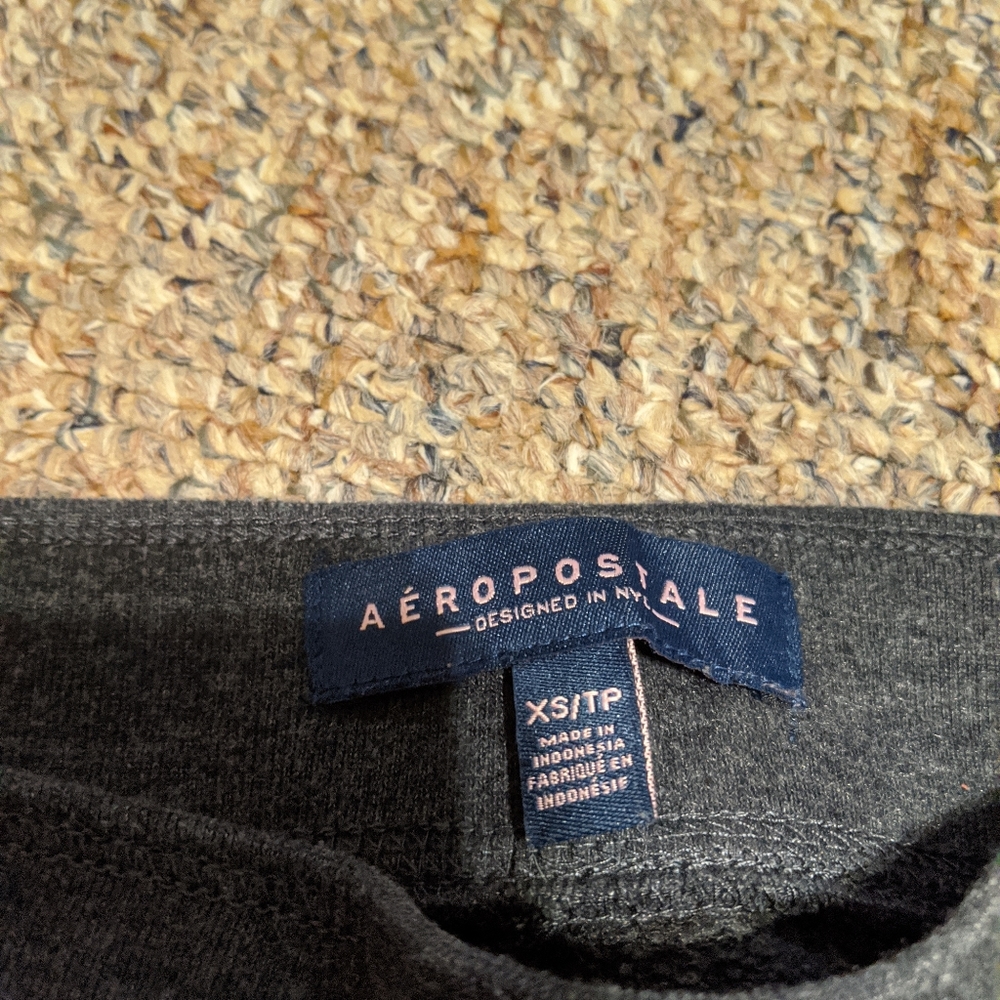 AÉROPOSTALE
DESIGNED IN NYC
XS/TP
MADE IN
INDONESIA
FABRIQUÉ EN
INDONÉSIE